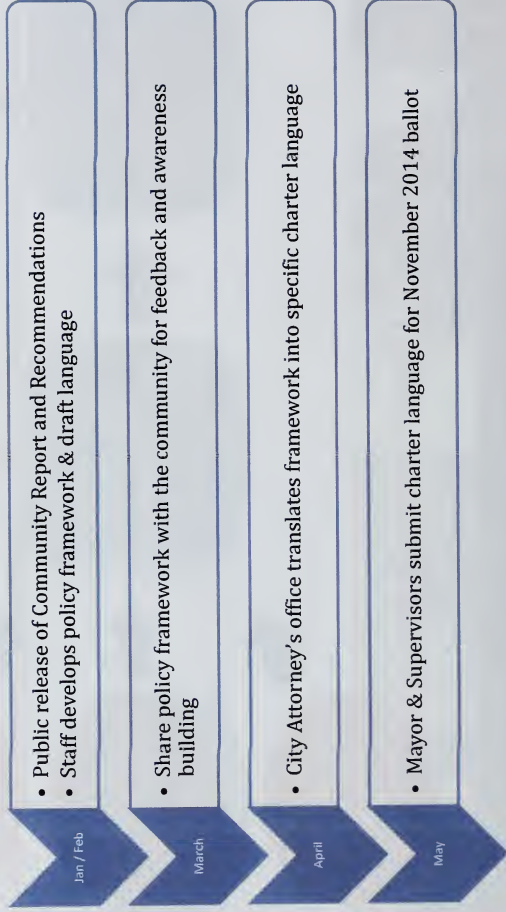 Jan / Feb
• Public release of Community Report and Recommendations
• Staff develops policy framework & draft language
March
• Share policy framework with the community for feedback and awareness
building
April
• City Attorney's office translates framework into specific charter language
May
• Mayor & Supervisors submit charter language for November 2014 ballot